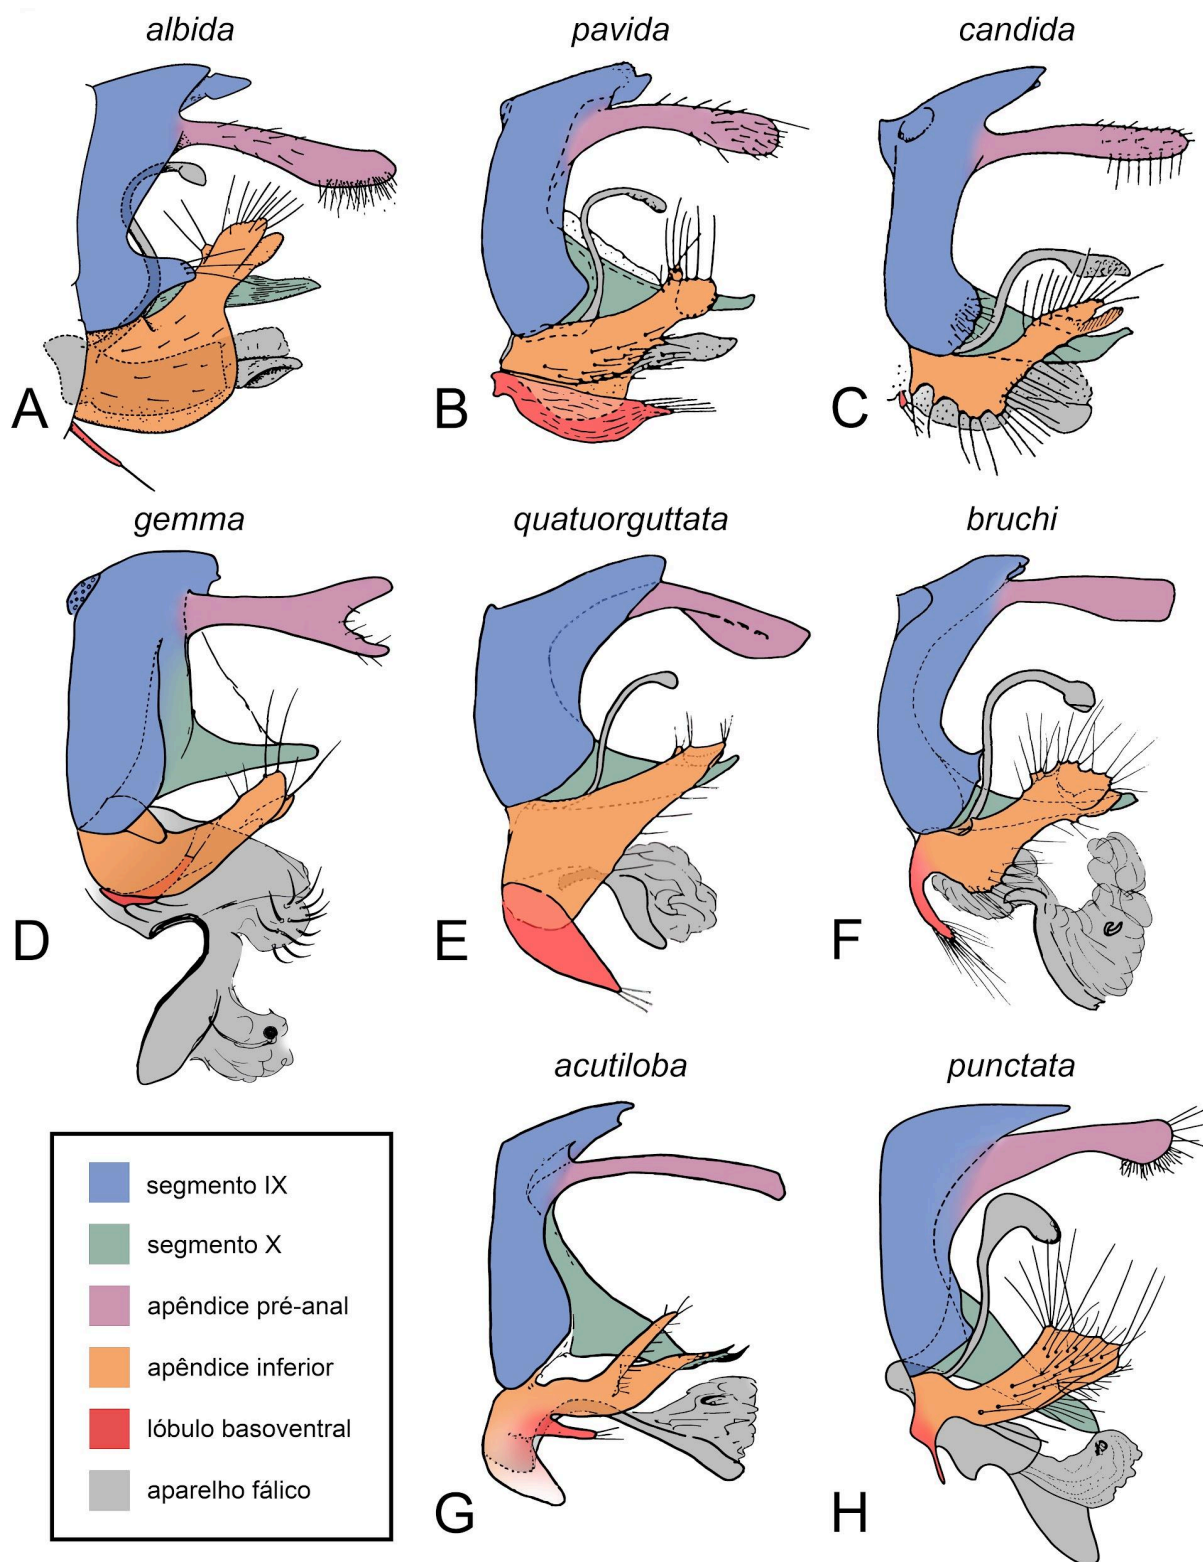 albida
pavida
candida
A
B
C
gemma
quatuorguttata
bruchi
D
E
F
acutiloba
punctata
segmento IX
segmento X
apêndice pré-anal
apêndice inferior
lóbulo basoventral
aparelho fálico
G
H